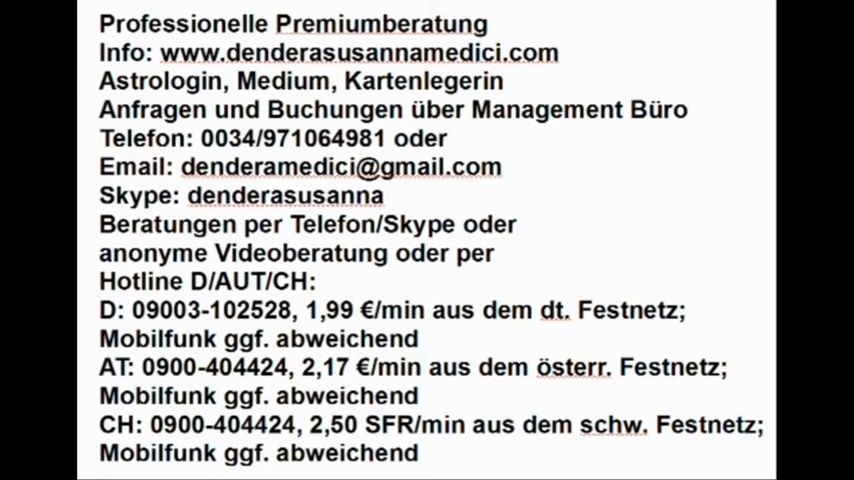 Professionelle Premiumberatung
Info: www.denderasusannamedici.com
Astrologin, Medium, Kartenlegerin
Anfragen und Buchungen über Management Büro
Telefon: 0034/971064981 oder
Email: denderamedici@gmail.com
Skype: denderasusanna
Beratungen per Telefon/Skype oder
anonyme Videoberatung oder per
Hotline D/AUT/CH:
D: 09003-102528, 1,99 €/min aus dem dt. Festnetz;
Mobilfunk ggf. abweichend
AT: 0900-404424, 2,17 €/min aus dem österr. Festnetz;
Mobilfunk ggf. abweichend
CH: 0900-404424, 2,50 SFR/min aus dem schw. Festnetz;
Mobilfunk ggf. abweichend